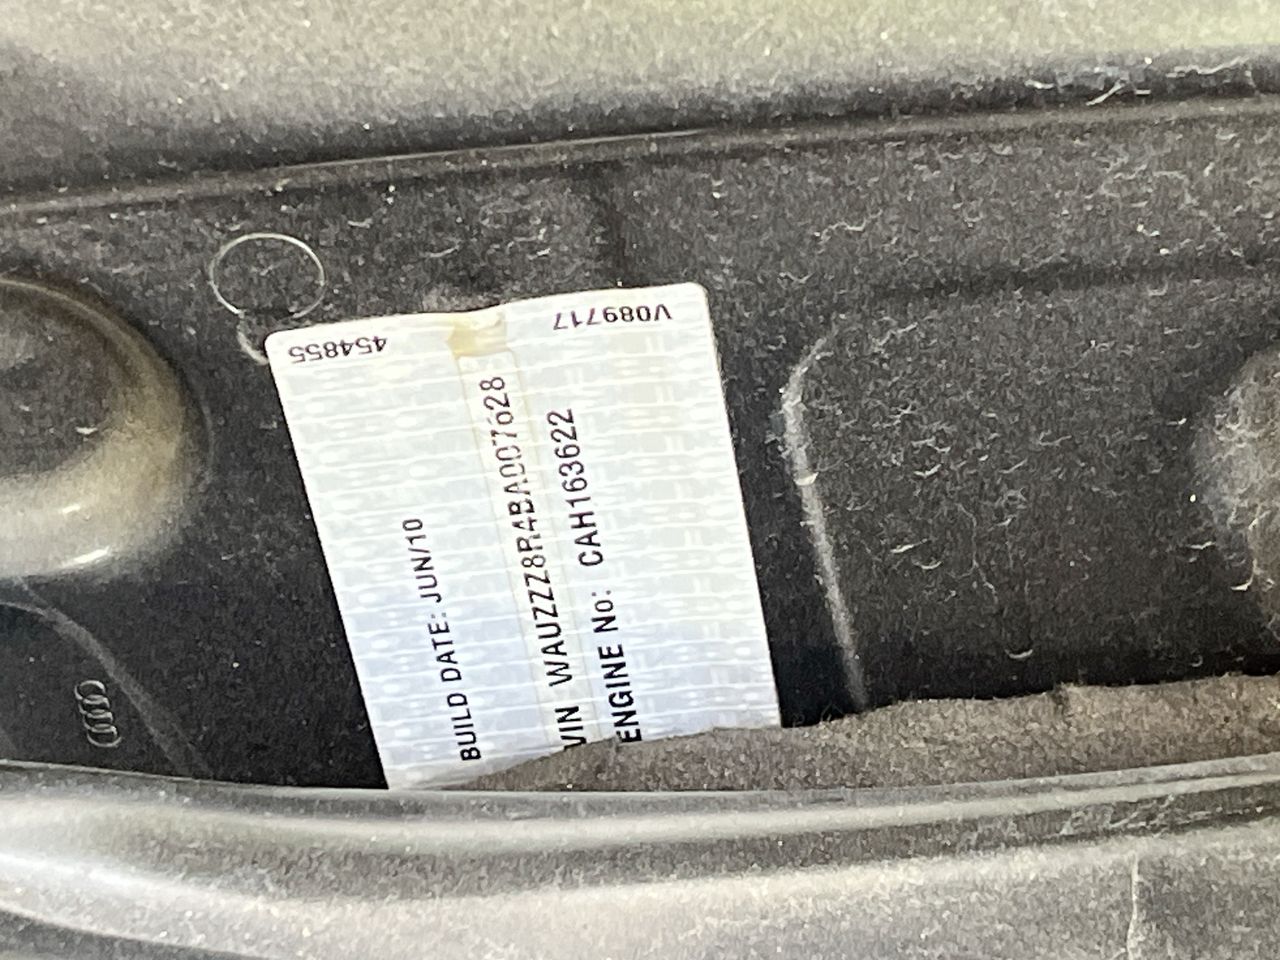 BUILD DATE: JUN/10
VIN WAUZZZ8R4BA007628
ENGINE No: CAH163622
454855
V089717